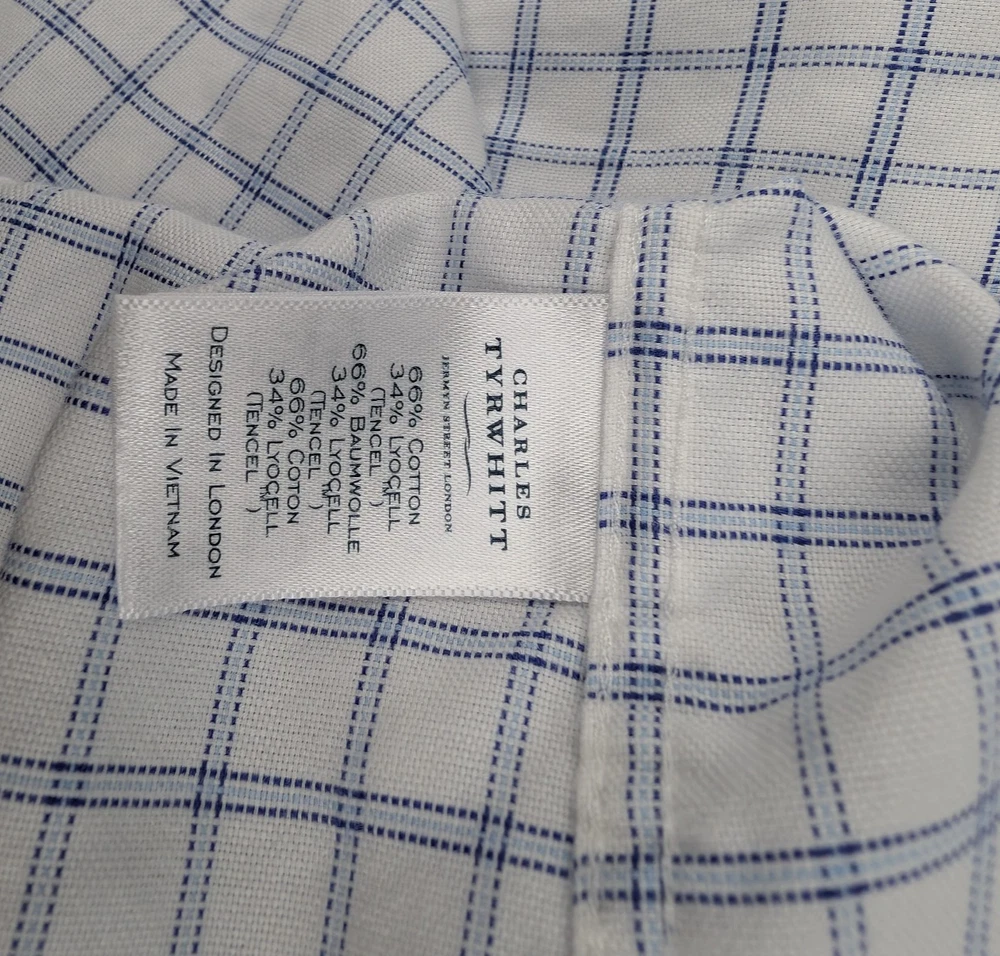 CHARLES
TYRWHITT
JERMYN STREET LONDON
66% COTTON
34% LYOCELL
(TENCEL )
66% BAUMWOLLE
34% LYOCELL
(TENCEL )
66% COTON
34% LYOCELL
(TENCEL )
DESIGNED IN LONDON
MADE IN VIETNAM